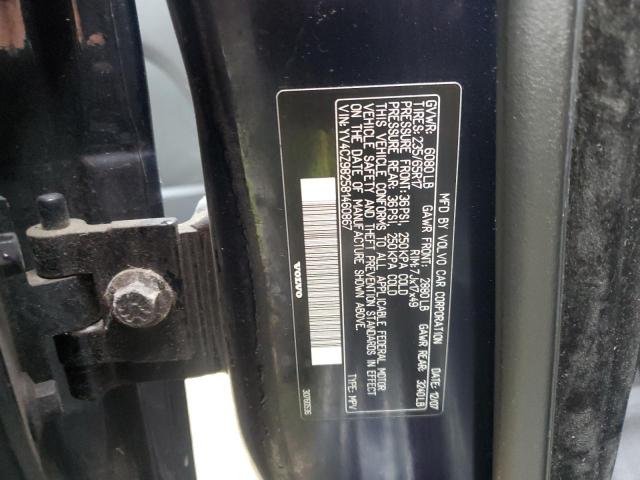 MFD BY VOLVO CAR CORPORATION DATE: 12/07
GVWR: 6080 LB GAWR FRONT: 2880 LB GAWR REAR: 3240 LB
TIRES: 235/65R17 RIM: 7Jx17x49
PRESSURE FRONT: 36 PSI, 250 KPA COLD
PRESSURE REAR: 36 PSI, 250 KPA COLD
THIS VEHICLE CONFORMS TO ALL APPLICABLE FEDERAL MOTOR
VEHICLE SAFETY AND THEFT PREVENTION STANDARDS IN EFFECT
ON THE DATE OF MANUFACTURE SHOWN ABOVE.
VIN: YV4CZ982581460867 TYPE: MPV
VOLVO